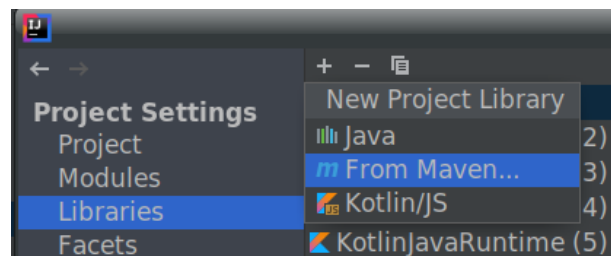 IJ
Project Settings
Project
Modules
Libraries
Facets
New Project Library
Java
From Maven...
Kotlin/JS
2)
3)
4)
KotlinJavaRuntime (5)